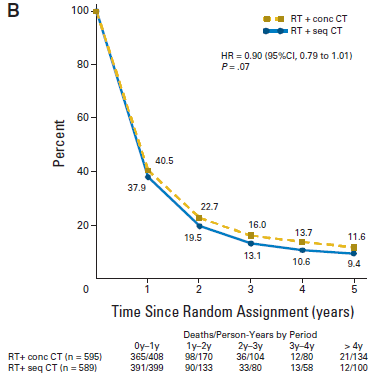 B
100
RT + conc CT
RT + seq CT
HR = 0.90 (95%CI, 0.79 to 1.01)
P = .07
80
60
Percent
40
40.5
37.9
22.7
20
19.5
16.0
13.7
11.6
13.1
10.6
9.4
0 1 2 3 4 5
Time Since Random Assignment (years)
Deaths/Person-Years by Period
0y–1y 1y–2y 2y–3y 3y–4y > 4y
RT+ conc CT (n = 595) 365/408 98/170 36/104 12/80 21/134
RT+ seq CT (n = 589) 391/399 90/133 33/80 13/58 12/100